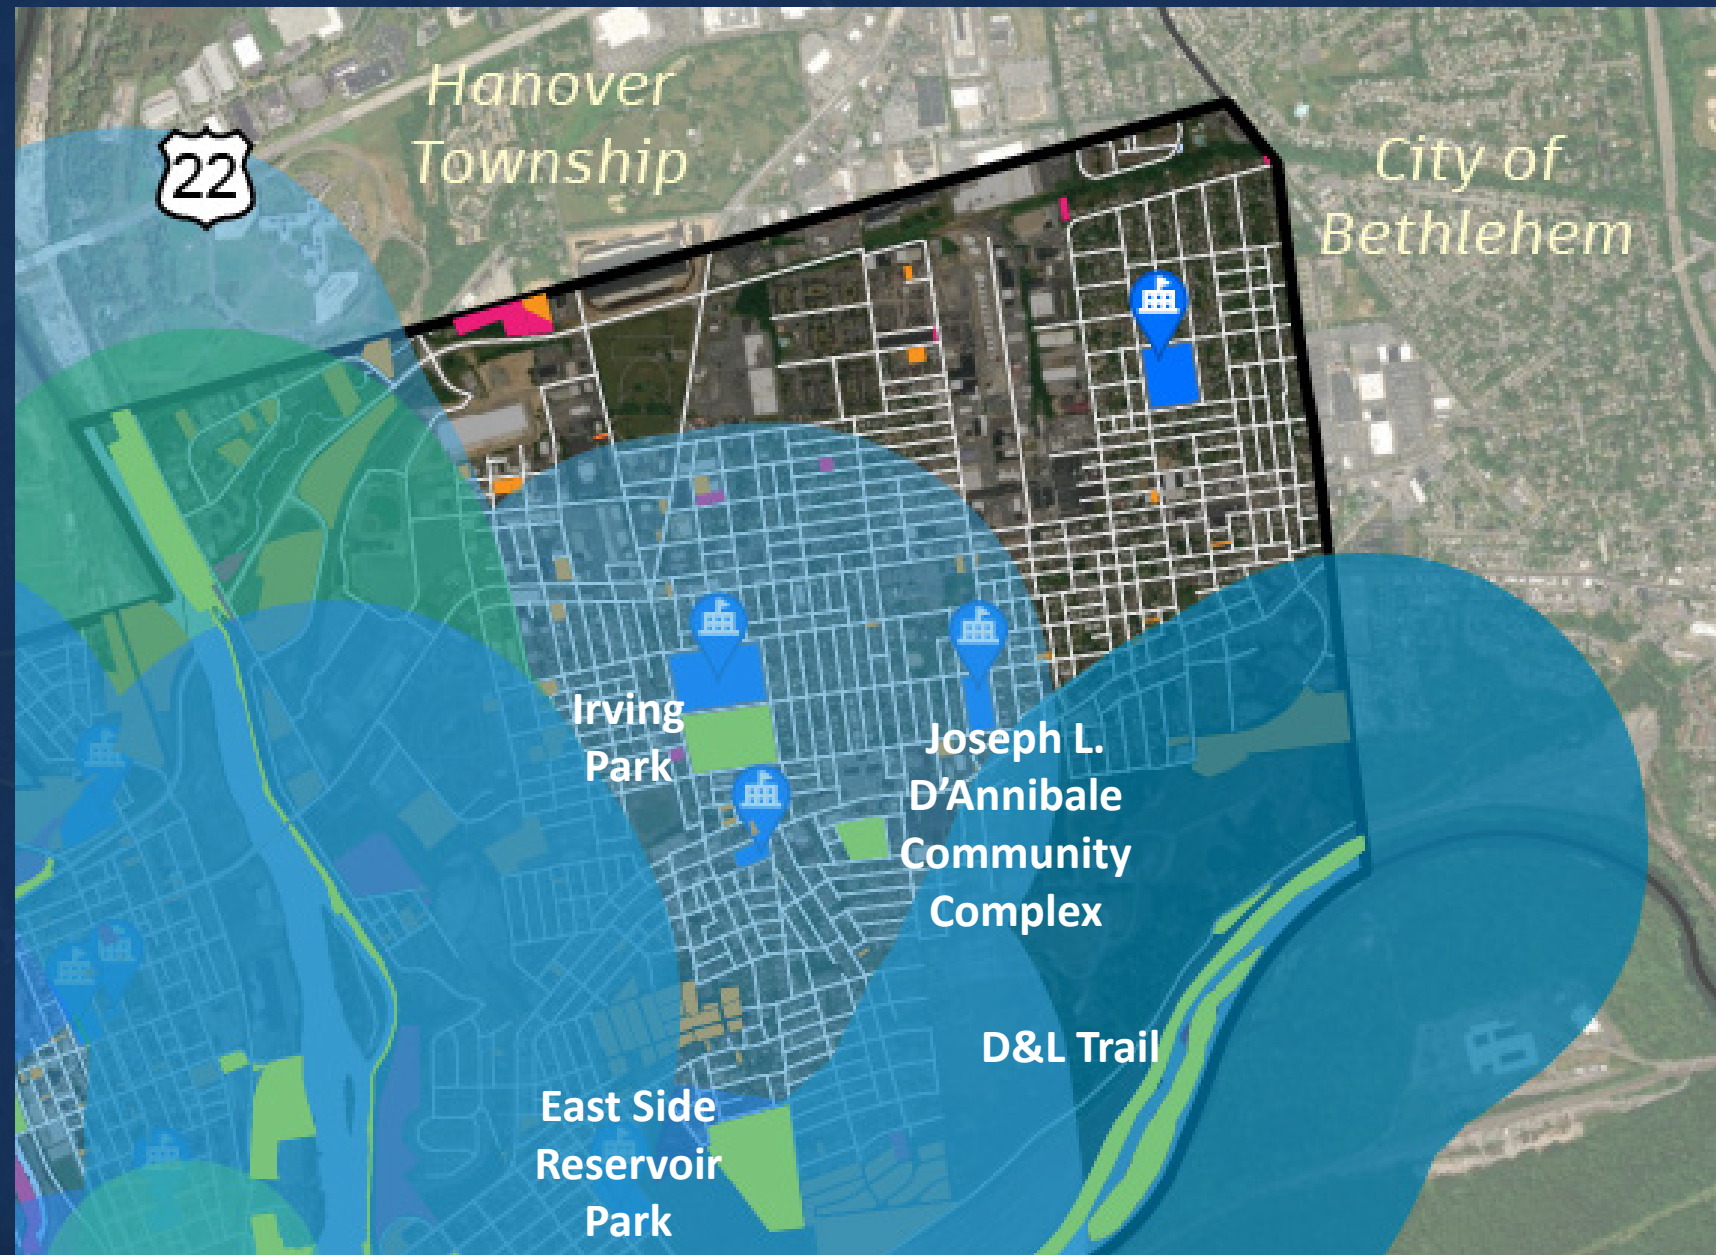 Hanover
Township
22
City of
Bethlehem
Irving
Park
Joseph L.
D'Annibale
Community
Complex
D&L Trail
East Side
Reservoir
Park